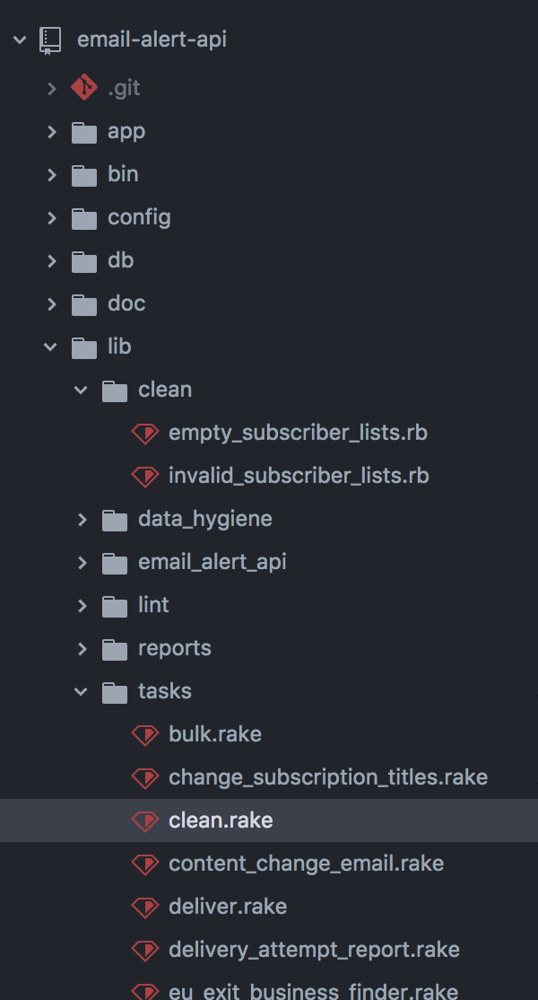 email-alert-api
.git
app
bin
config
db
doc
lib
clean
empty_subscriber_lists.rb
invalid_subscriber_lists.rb
data_hygiene
email_alert_api
lint
reports
tasks
bulk.rake
change_subscription_titles.rake
clean.rake
content_change_email.rake
deliver.rake
delivery_attempt_report.rake
eu_exit_business_finder.rake